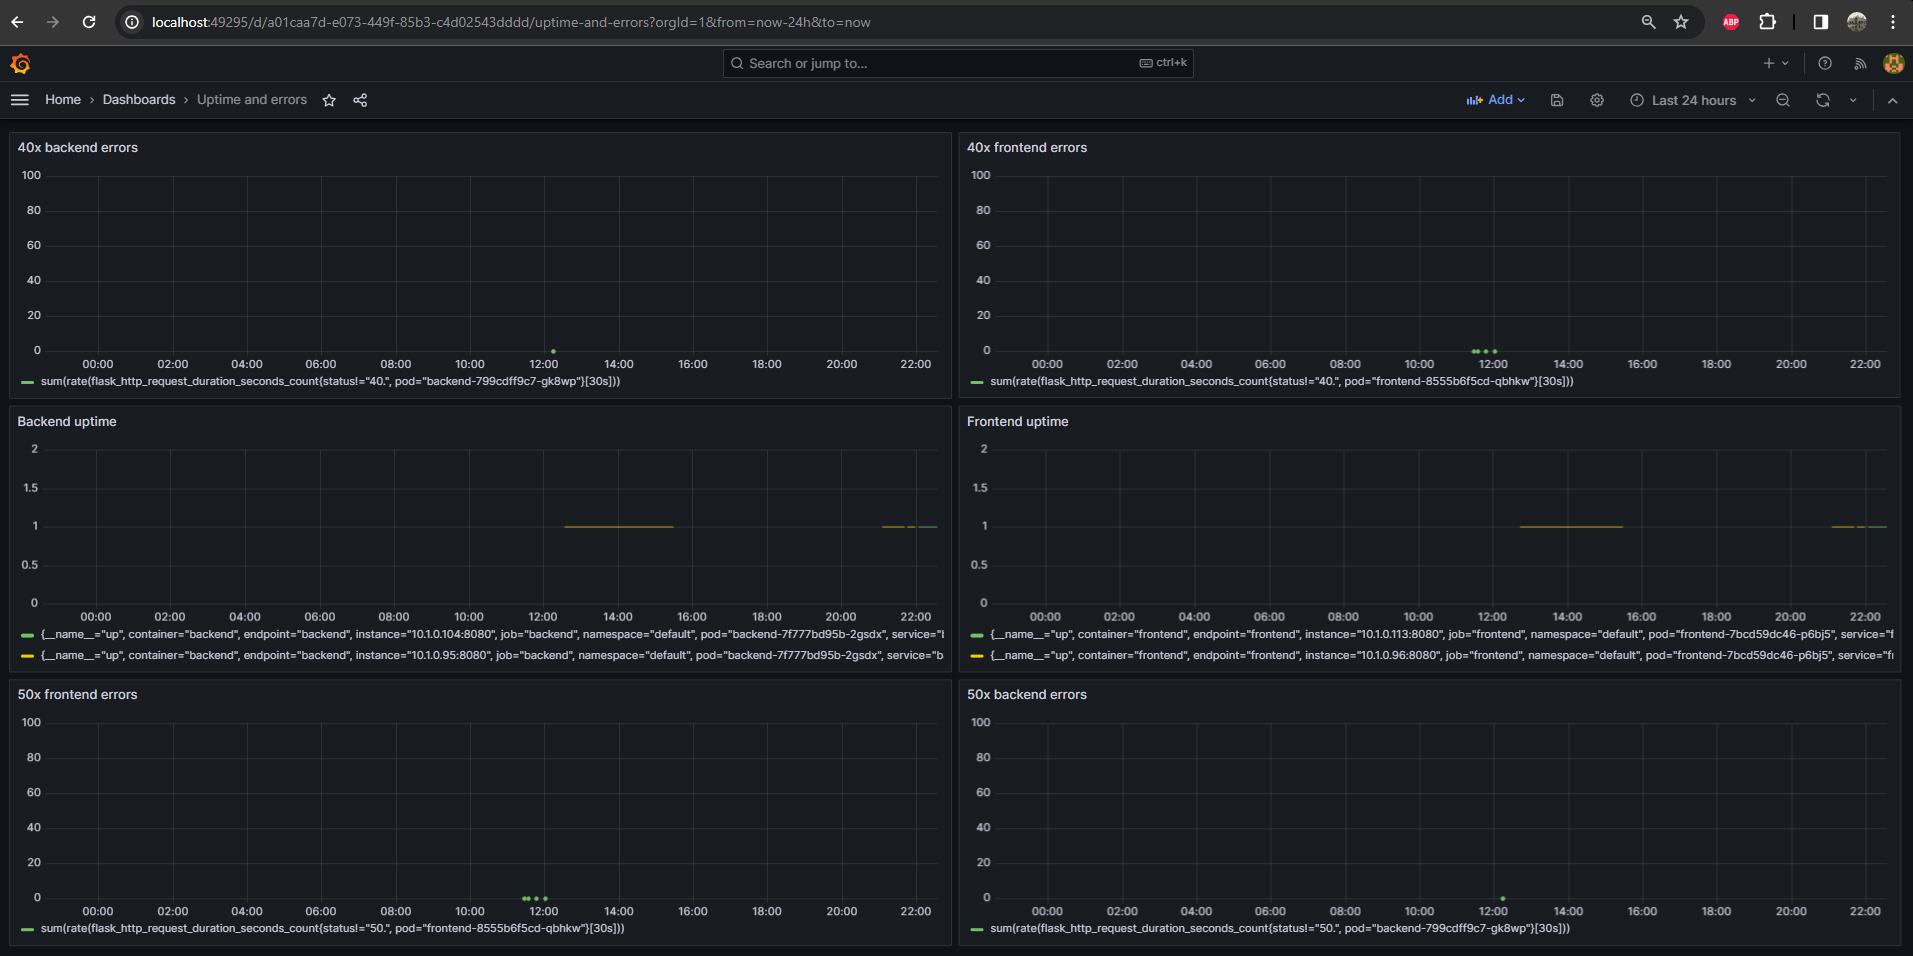 localhost:49295/d/a01caa7d-e073-449f-85b3-c4d02543dddd/uptime-and-errors?orgId=1&from=now-24h&to=now
ABP
Search or jump to...
ctrl+k
Home › Dashboards › Uptime and errors
Add
Last 24 hours
40x backend errors
100
80
60
40
20
0
00:00 02:00 04:00 06:00 08:00 10:00 12:00 14:00 16:00 18:00 20:00 22:00
sum(rate(flask_http_request_duration_seconds_count{status!="40.", pod="backend-799cdff9c7-gk8wp"}[30s]))
40x frontend errors
100
80
60
40
20
0
00:00 02:00 04:00 06:00 08:00 10:00 12:00 14:00 16:00 18:00 20:00 22:00
sum(rate(flask_http_request_duration_seconds_count{status!="40.", pod="frontend-8555b6f5cd-qbhkw"}[30s]))
Backend uptime
2
1.5
1
0.5
0
00:00 02:00 04:00 06:00 08:00 10:00 12:00 14:00 16:00 18:00 20:00 22:00
{__name__="up", container="backend", endpoint="backend", instance="10.1.0.104:8080", job="backend", namespace="default", pod="backend-7f777bd95b-2gsdx", service="b
{__name__="up", container="backend", endpoint="backend", instance="10.1.0.95:8080", job="backend", namespace="default", pod="backend-7f777bd95b-2gsdx", service="b
Frontend uptime
2
1.5
1
0.5
0
00:00 02:00 04:00 06:00 08:00 10:00 12:00 14:00 16:00 18:00 20:00 22:00
{__name__="up", container="frontend", endpoint="frontend", instance="10.1.0.113:8080", job="frontend", namespace="default", pod="frontend-7bcd59dc46-p6bj5", service="f
{__name__="up", container="frontend", endpoint="frontend", instance="10.1.0.96:8080", job="frontend", namespace="default", pod="frontend-7bcd59dc46-p6bj5", service="fr
50x frontend errors
100
80
60
40
20
0
00:00 02:00 04:00 06:00 08:00 10:00 12:00 14:00 16:00 18:00 20:00 22:00
sum(rate(flask_http_request_duration_seconds_count{status!="50.", pod="frontend-8555b6f5cd-qbhkw"}[30s]))
50x backend errors
100
80
60
40
20
0
00:00 02:00 04:00 06:00 08:00 10:00 12:00 14:00 16:00 18:00 20:00 22:00
sum(rate(flask_http_request_duration_seconds_count{status!="50.", pod="backend-799cdff9c7-gk8wp"}[30s]))